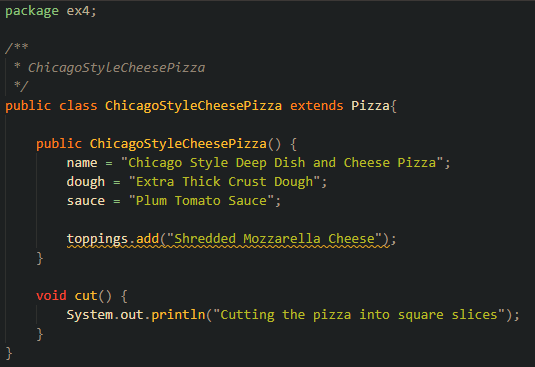 package ex4;
/**
 * ChicagoStyleCheesePizza
 */
public class ChicagoStyleCheesePizza extends Pizza{
    public ChicagoStyleCheesePizza() {
        name = "Chicago Style Deep Dish and Cheese Pizza";
        dough = "Extra Thick Crust Dough";
        sauce = "Plum Tomato Sauce";
        toppings.add("Shredded Mozzarella Cheese");
    }
    void cut() {
        System.out.println("Cutting the pizza into square slices");
    }
}